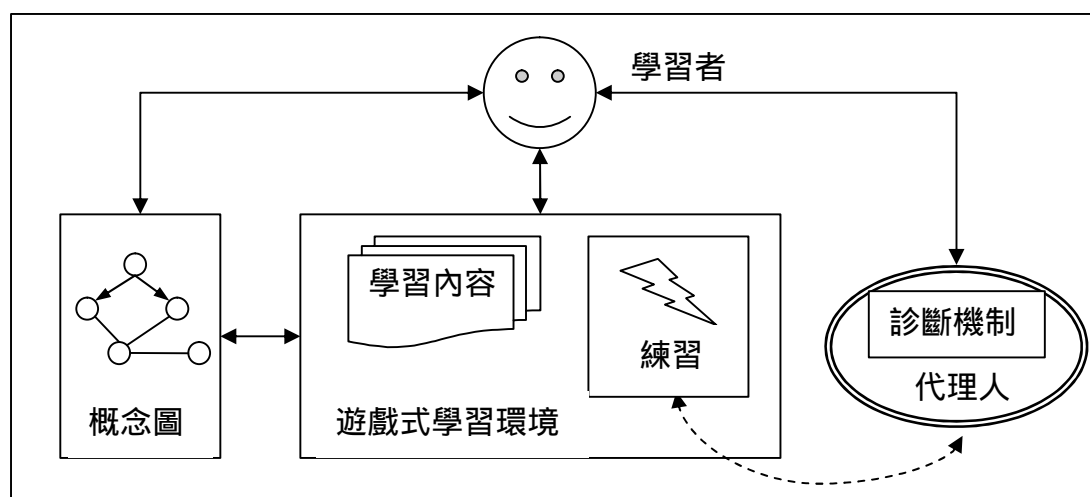 學習者
學習內容
練習
診斷機制
代理人
概念圖
遊戲式學習環境